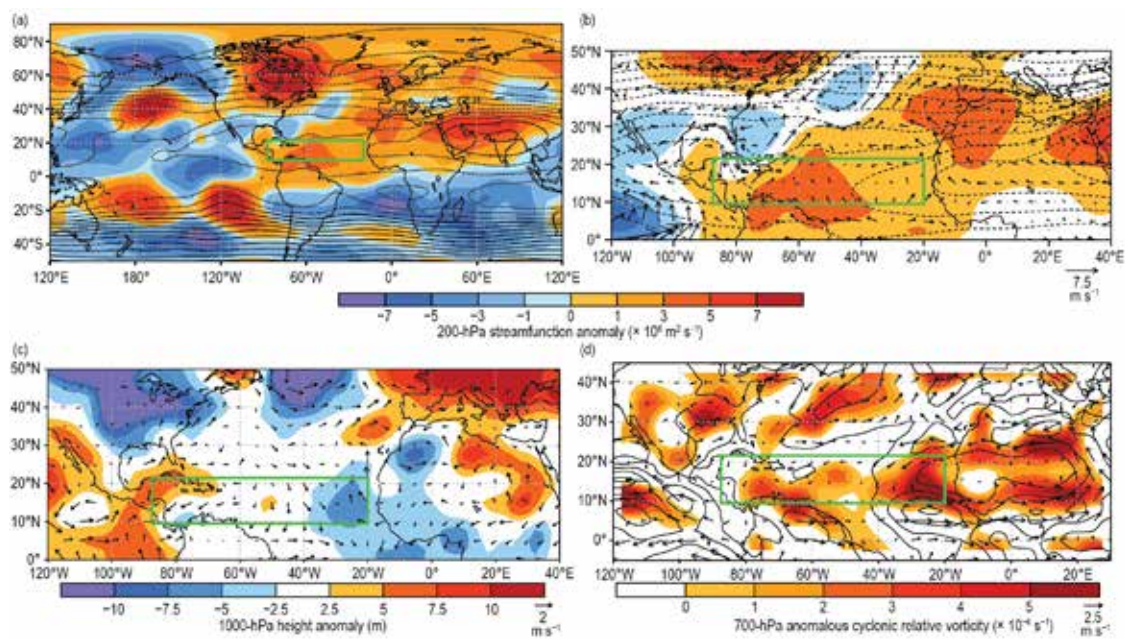 (a)
80°N
60°N
40°N
20°N
0°
20°S
40°S
120°E 180° 120°W 60°W 0° 60°E 120°E
(b)
50°N
40°N
30°N
20°N
10°N
0°
120°W 100°W 80°W 60°W 40°W 20°W 0° 20°E 40°E
7.5
m s⁻¹
−7 −5 −3 −1 0 1 3 5 7
200-hPa streamfunction anomaly (× 10⁶ m² s⁻¹)
(c)
50°N
40°N
30°N
20°N
10°N
0°
120°W 100°W 80°W 60°W 40°W 20°W 0° 20°E 40°E
−10 −7.5 −5 −2.5 2.5 5 7.5 10
2
m s⁻¹
1000-hPa height anomaly (m)
(d)
50°N
40°N
30°N
20°N
10°N
0°
120°W 100°W 80°W 60°W 40°W 20°W 0° 20°E
0 1 2 3 4 5
2.5
m s⁻¹
700-hPa anomalous cyclonic relative vorticity (× 10⁻⁶ s⁻¹)